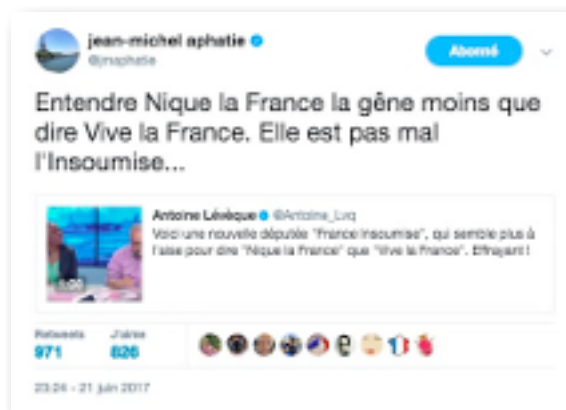 jean-michel aphatie
@jmaphatie
Abonné
Entendre Nique la France la gêne moins que
dire Vive la France. Elle est pas mal
l'Insoumise...
Antoine Lévèque @Antoine_Lvq
Voici une nouvelle députée "France Insoumise", qui semble plus à
l'aise pour dire "Nique la France" que "Vive la France". Effrayant !
Retweets J'aime
971 826
23:24 - 21 juin 2017